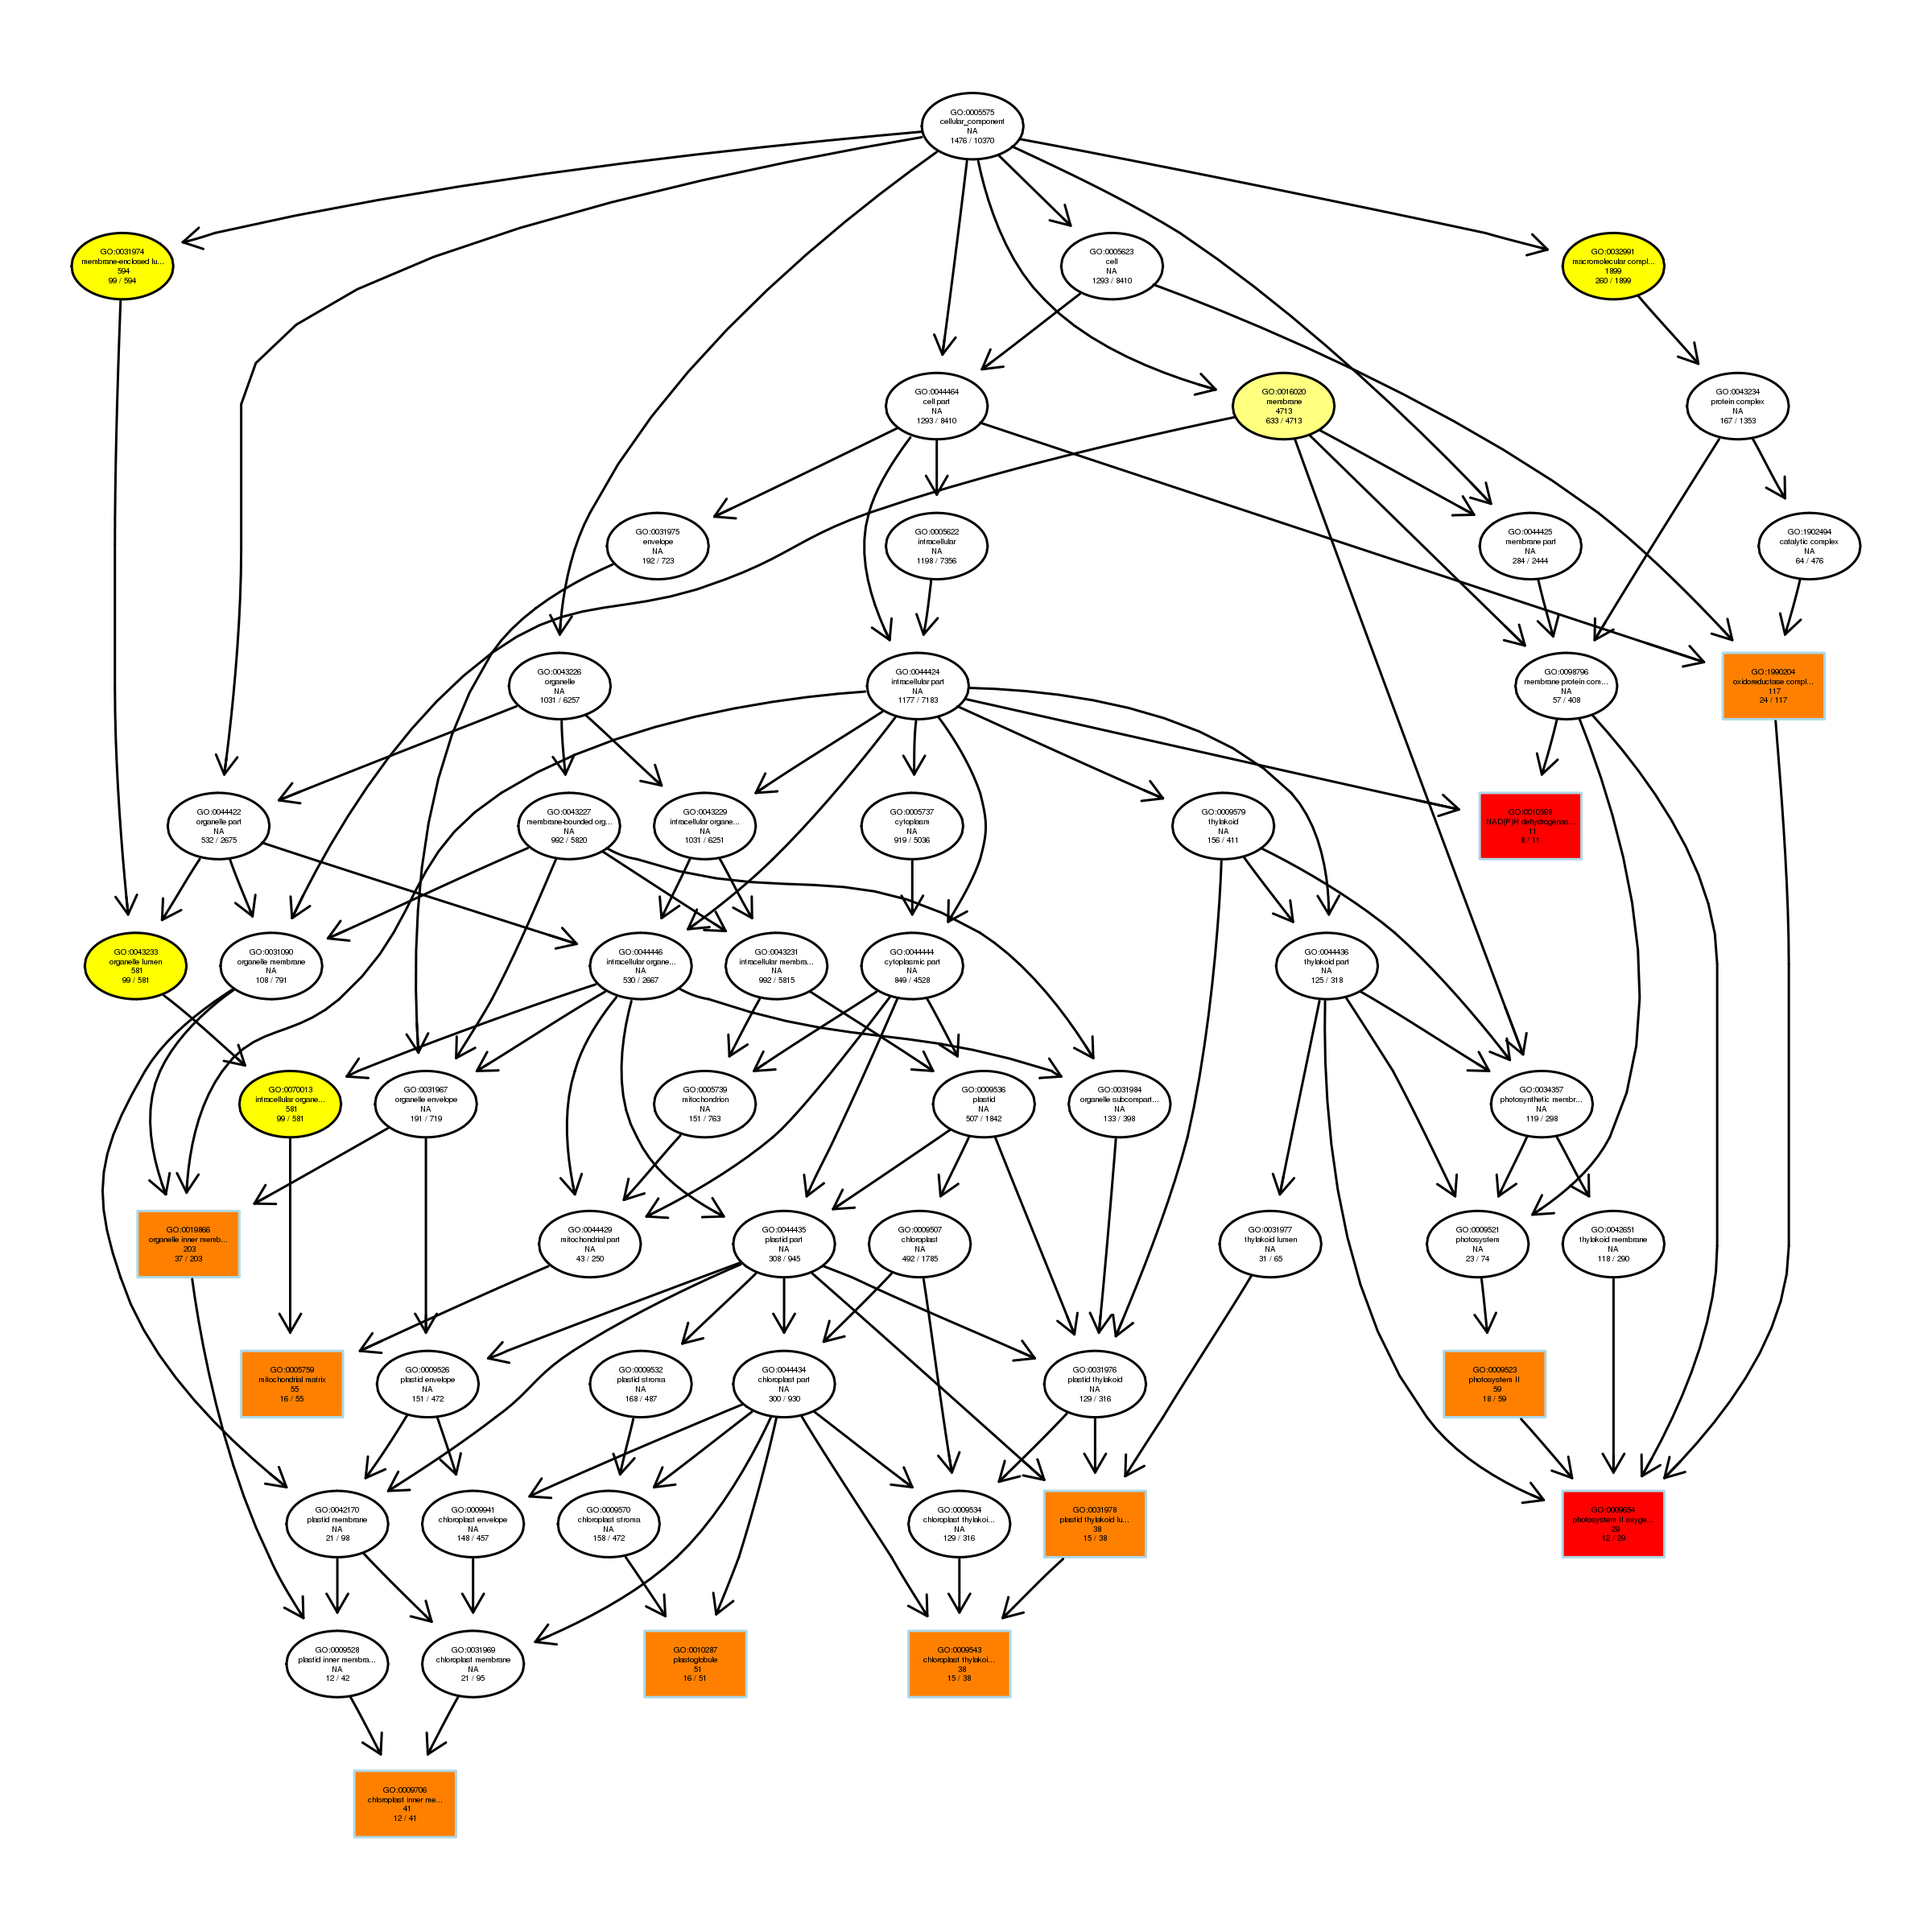 GO:0005575
cellular_component
NA
1476 / 10370
GO:0031974
membrane-enclosed lu...
594
99 / 594
GO:0005623
cell
NA
1293 / 8410
GO:0032991
macromolecular compl...
1899
260 / 1899
GO:0044464
cell part
NA
1293 / 8410
GO:0016020
membrane
4713
633 / 4713
GO:0043234
protein complex
NA
167 / 1353
GO:0031975
envelope
NA
192 / 723
GO:0005622
intracellular
NA
1198 / 7356
GO:0044425
membrane part
NA
284 / 2444
GO:1902494
catalytic complex
NA
64 / 476
GO:0043226
organelle
NA
1031 / 6257
GO:0044424
intracellular part
NA
1177 / 7183
GO:0098796
membrane protein com...
NA
57 / 408
GO:1990204
oxidoreductase compl...
117
24 / 117
GO:0044422
organelle part
NA
532 / 2675
GO:0043227
membrane-bounded org...
NA
992 / 5820
GO:0043229
intracellular organe...
NA
1031 / 6251
GO:0005737
cytoplasm
NA
919 / 5036
GO:0009579
thylakoid
NA
156 / 411
GO:0010598
NAD(P)H dehydrogenas...
11
8 / 11
GO:0043233
organelle lumen
581
99 / 581
GO:0031090
organelle membrane
NA
108 / 791
GO:0044446
intracellular organe...
NA
530 / 2667
GO:0043231
intracellular membra...
NA
992 / 5815
GO:0044444
cytoplasmic part
NA
849 / 4528
GO:0044436
thylakoid part
NA
125 / 318
GO:0070013
intracellular organe...
581
99 / 581
GO:0031967
organelle envelope
NA
191 / 719
GO:0005739
mitochondrion
NA
151 / 763
GO:0009536
plastid
NA
507 / 1842
GO:0031984
organelle subcompart...
NA
133 / 398
GO:0034357
photosynthetic membr...
NA
119 / 298
GO:0019866
organelle inner memb...
203
37 / 203
GO:0044429
mitochondrial part
NA
43 / 250
GO:0044435
plastid part
NA
308 / 945
GO:0009507
chloroplast
NA
492 / 1785
GO:0031977
thylakoid lumen
NA
31 / 65
GO:0009521
photosystem
NA
23 / 74
GO:0042651
thylakoid membrane
NA
118 / 290
GO:0005759
mitochondrial matrix
55
16 / 55
GO:0009526
plastid envelope
NA
151 / 472
GO:0009532
plastid stroma
NA
168 / 487
GO:0044434
chloroplast part
NA
300 / 930
GO:0031976
plastid thylakoid
NA
129 / 316
GO:0009523
photosystem II
59
18 / 59
GO:0042170
plastid membrane
NA
21 / 98
GO:0009941
chloroplast envelope
NA
148 / 457
GO:0009570
chloroplast stroma
NA
158 / 472
GO:0009534
chloroplast thylakoi...
NA
129 / 316
GO:0031978
plastid thylakoid lu...
38
15 / 38
GO:0009654
photosystem II oxyge...
29
12 / 29
GO:0009528
plastid inner membra...
NA
12 / 42
GO:0031969
chloroplast membrane
NA
21 / 95
GO:0010287
plastoglobule
51
16 / 51
GO:0009543
chloroplast thylakoi...
38
15 / 38
GO:0009706
chloroplast inner me...
41
12 / 41